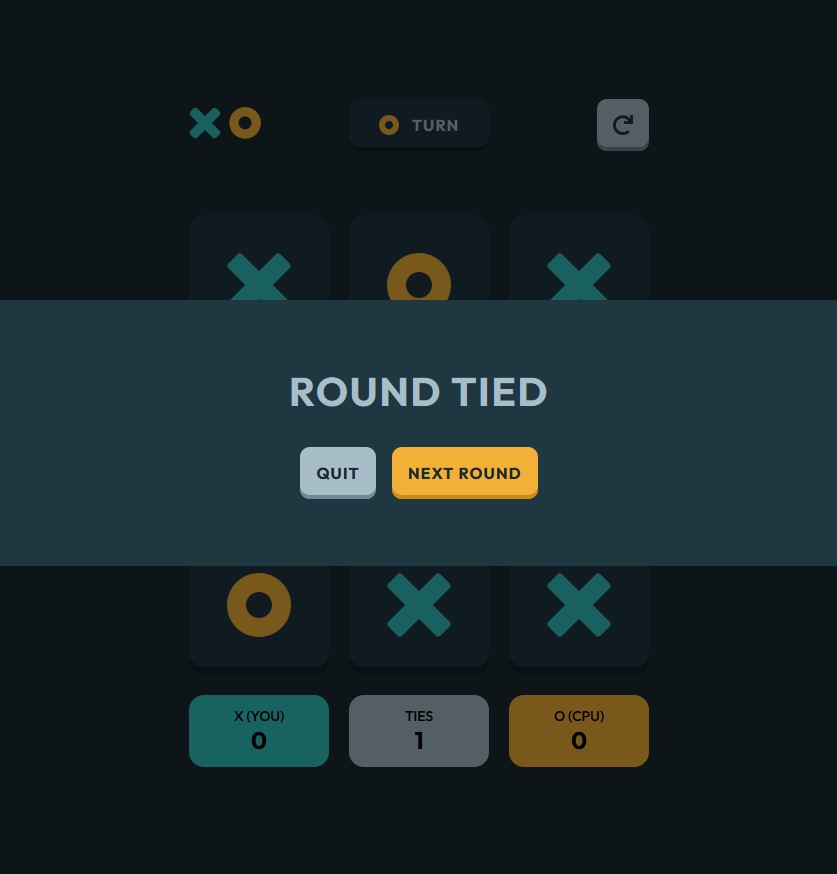 TURN
ROUND TIED
QUIT
NEXT ROUND
X (YOU)
0
TIES
1
O (CPU)
0